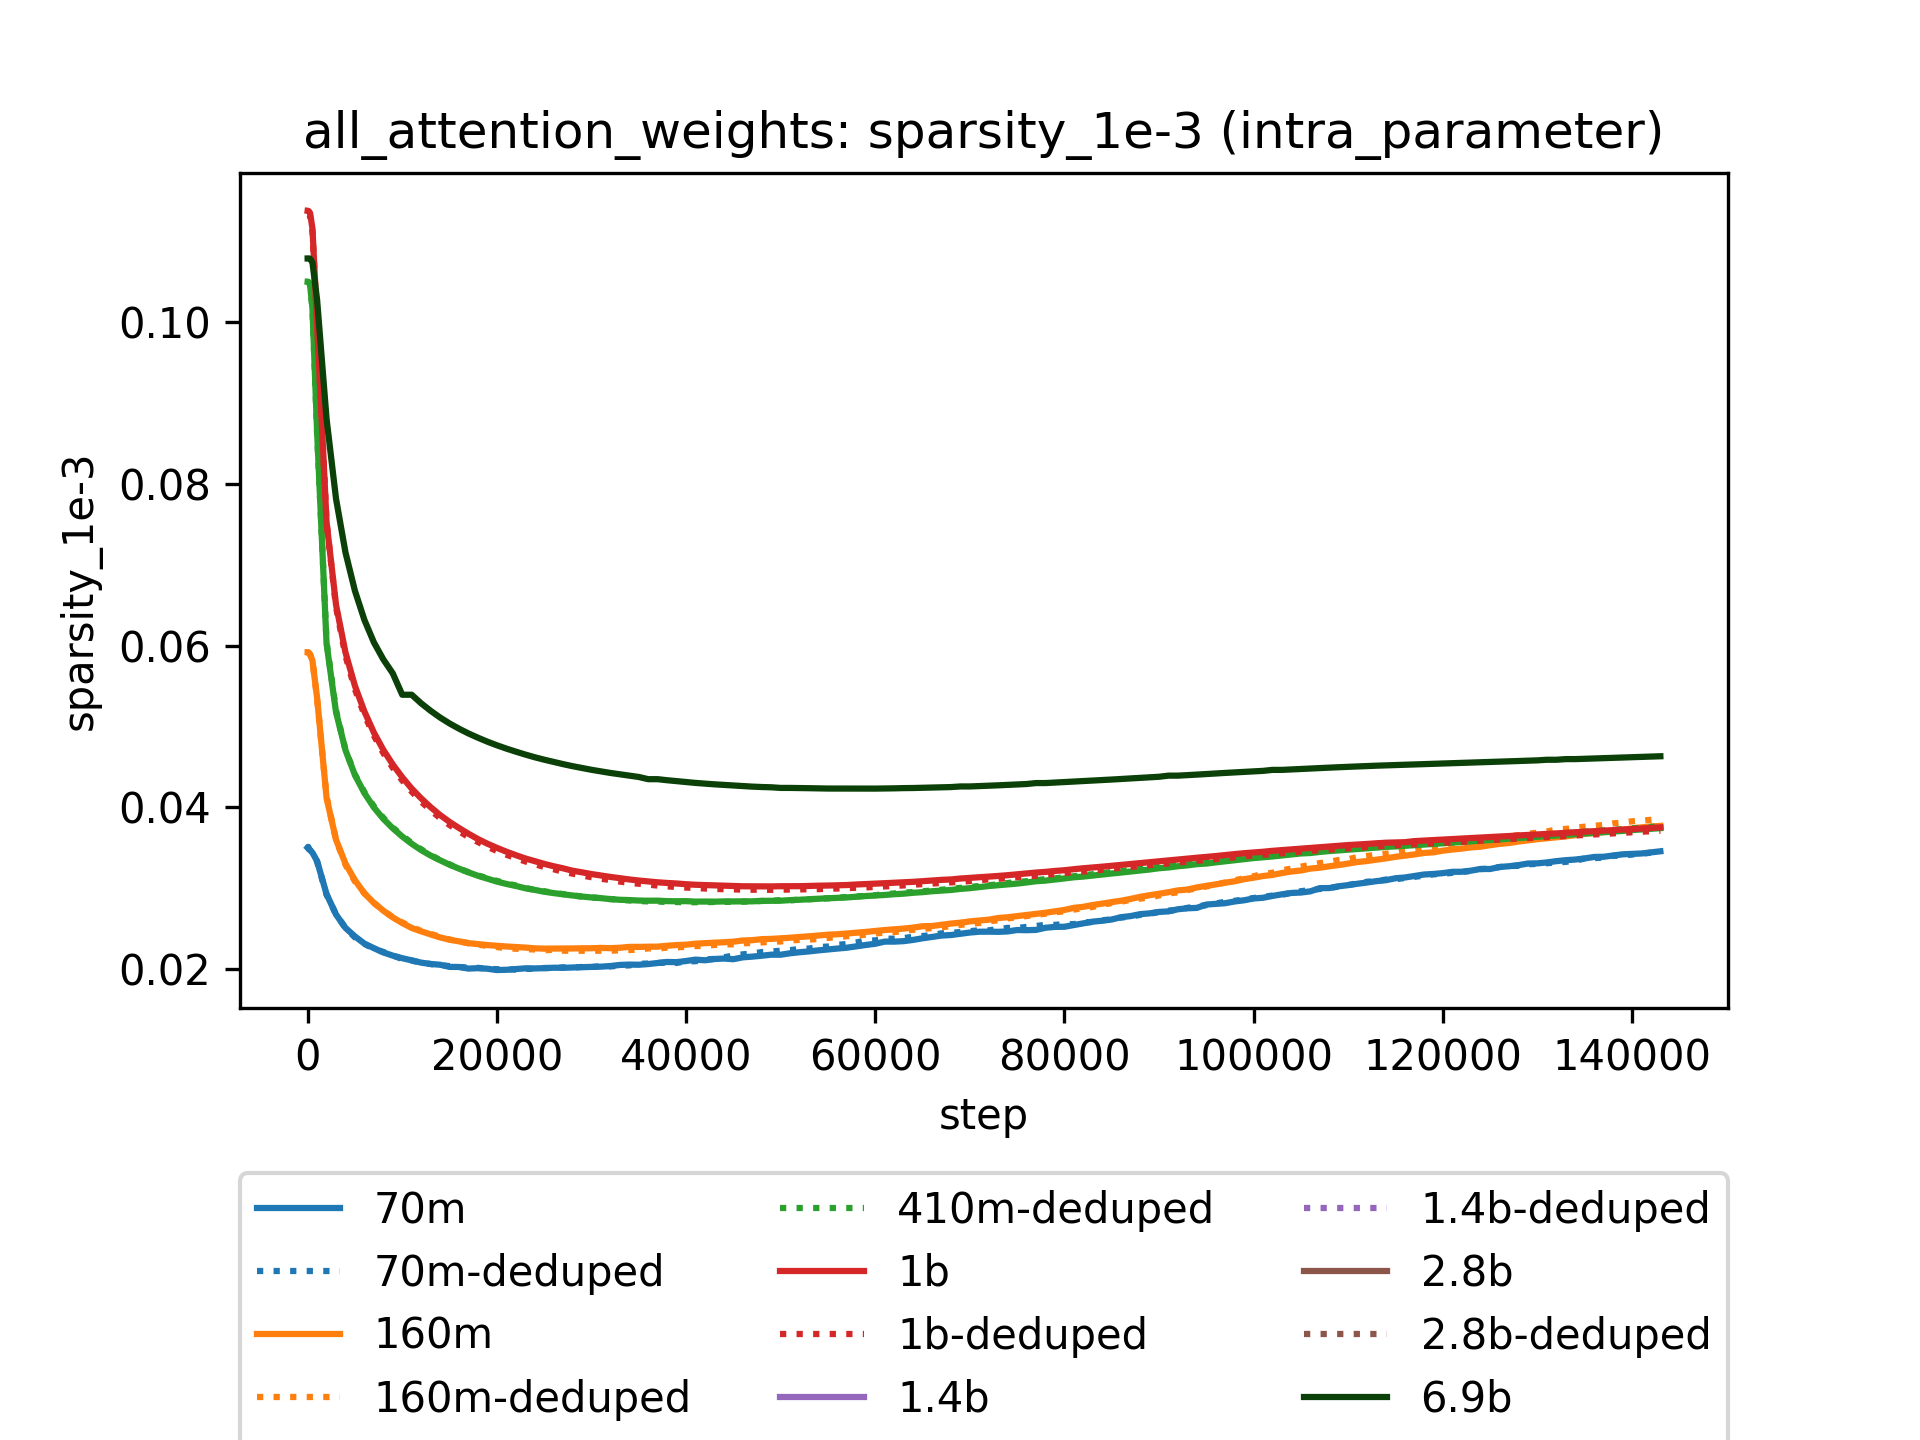 all_attention_weights: sparsity_1e-3 (intra_parameter)
sparsity_1e-3
0.10
0.08
0.06
0.04
0.02
0 20000 40000 60000 80000 100000 120000 140000
step
70m
70m-deduped
160m
160m-deduped
410m-deduped
1b
1b-deduped
1.4b
1.4b-deduped
2.8b
2.8b-deduped
6.9b